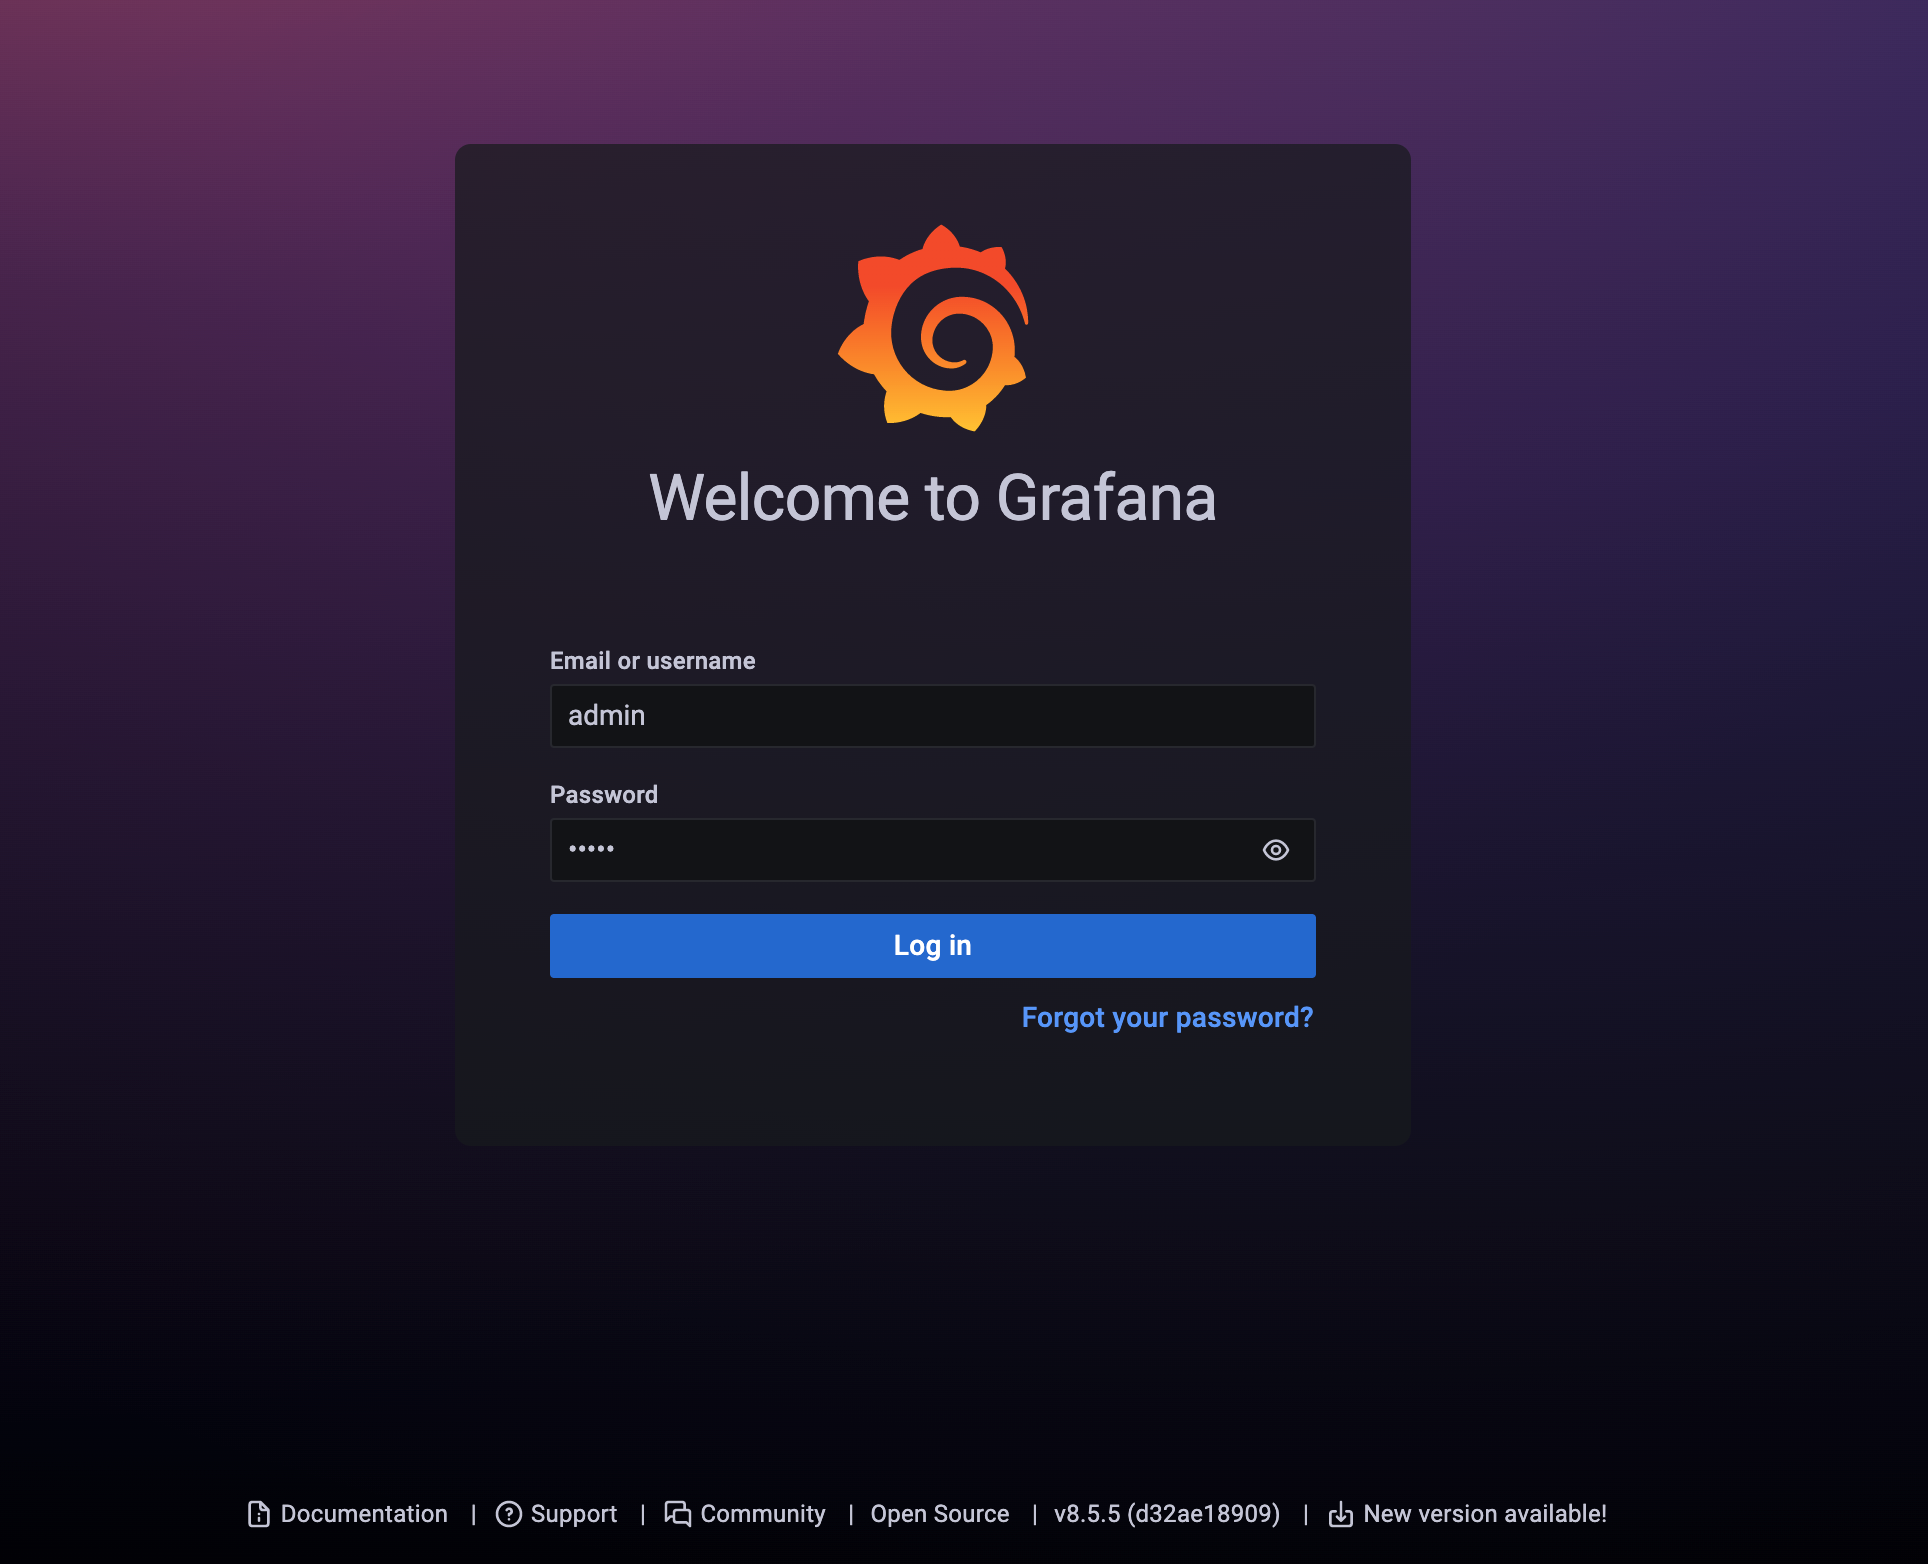 Welcome to Grafana
Email or username
admin
Password
•••••
Log in
Forgot your password?
Documentation | Support | Community | Open Source | v8.5.5 (d32ae18909) | New version available!